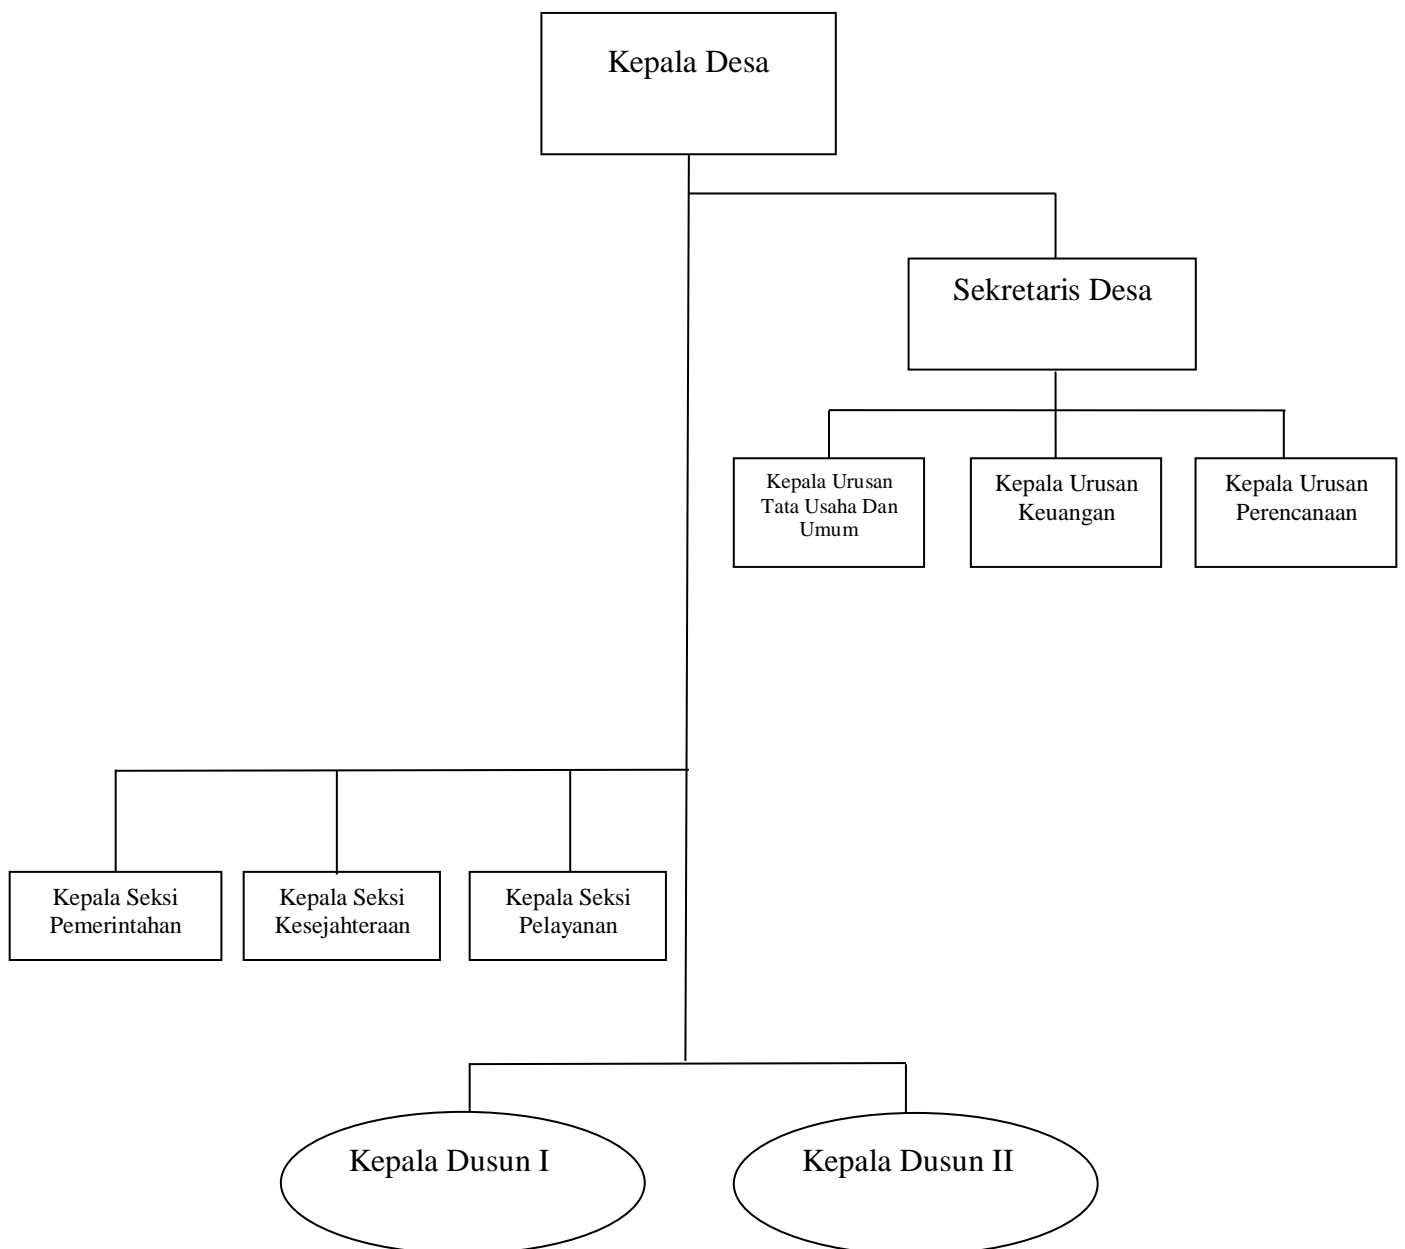 Kepala Desa
Sekretaris Desa
Kepala Urusan
Tata Usaha Dan
Umum
Kepala Urusan
Keuangan
Kepala Urusan
Perencanaan
Kepala Seksi
Pemerintahan
Kepala Seksi
Kesejahteraan
Kepala Seksi
Pelayanan
Kepala Dusun I
Kepala Dusun II